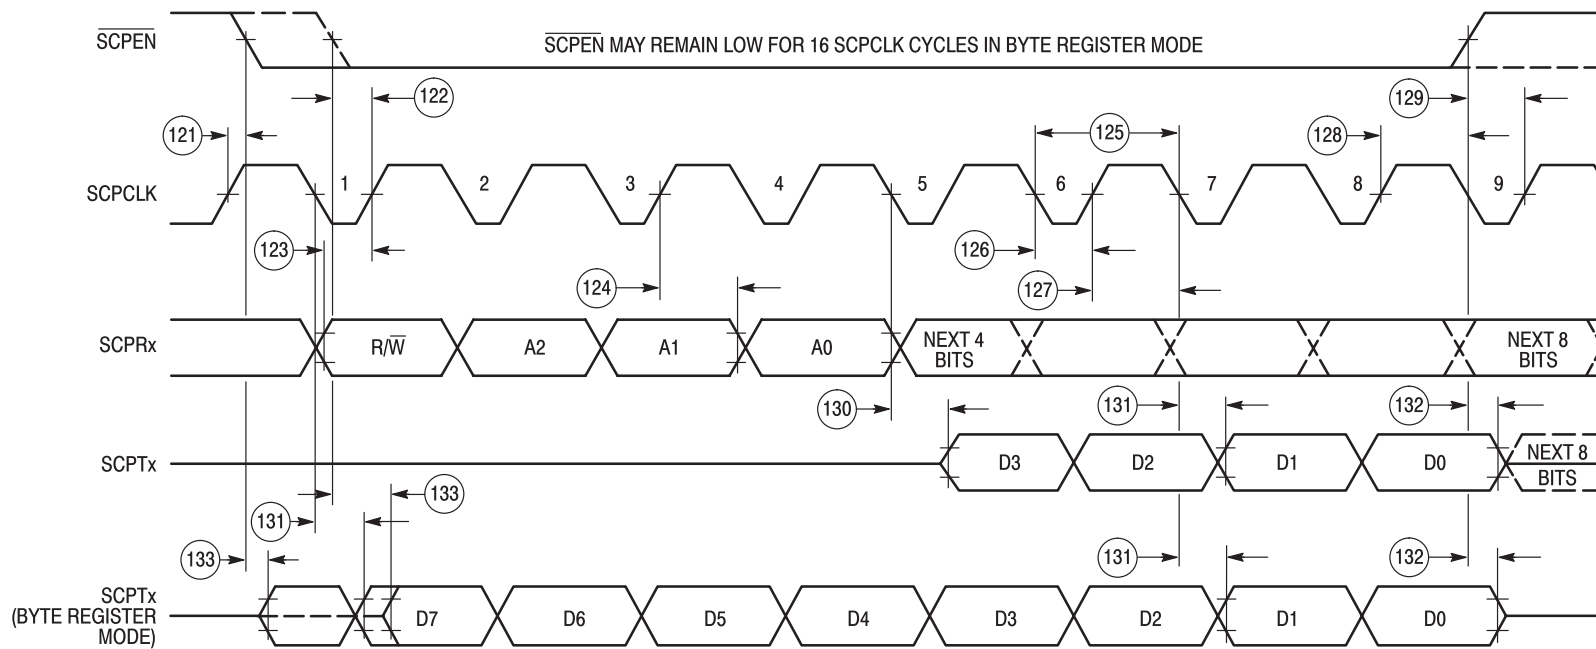 S̅C̅P̅E̅N̅
S̅C̅P̅E̅N̅ MAY REMAIN LOW FOR 16 SCPCLK CYCLES IN BYTE REGISTER MODE
122
129
121
125
128
SCPCLK
1 2 3 4 5 6 7 8 9
123
126
124
127
SCPRx
R/W̅ A2 A1 A0 NEXT 4 BITS NEXT 8 BITS
130
131
132
SCPTx
D3 D2 D1 D0 NEXT 8 BITS
133
131
133
131
132
SCPTx
(BYTE REGISTER
MODE)
D7 D6 D5 D4 D3 D2 D1 D0